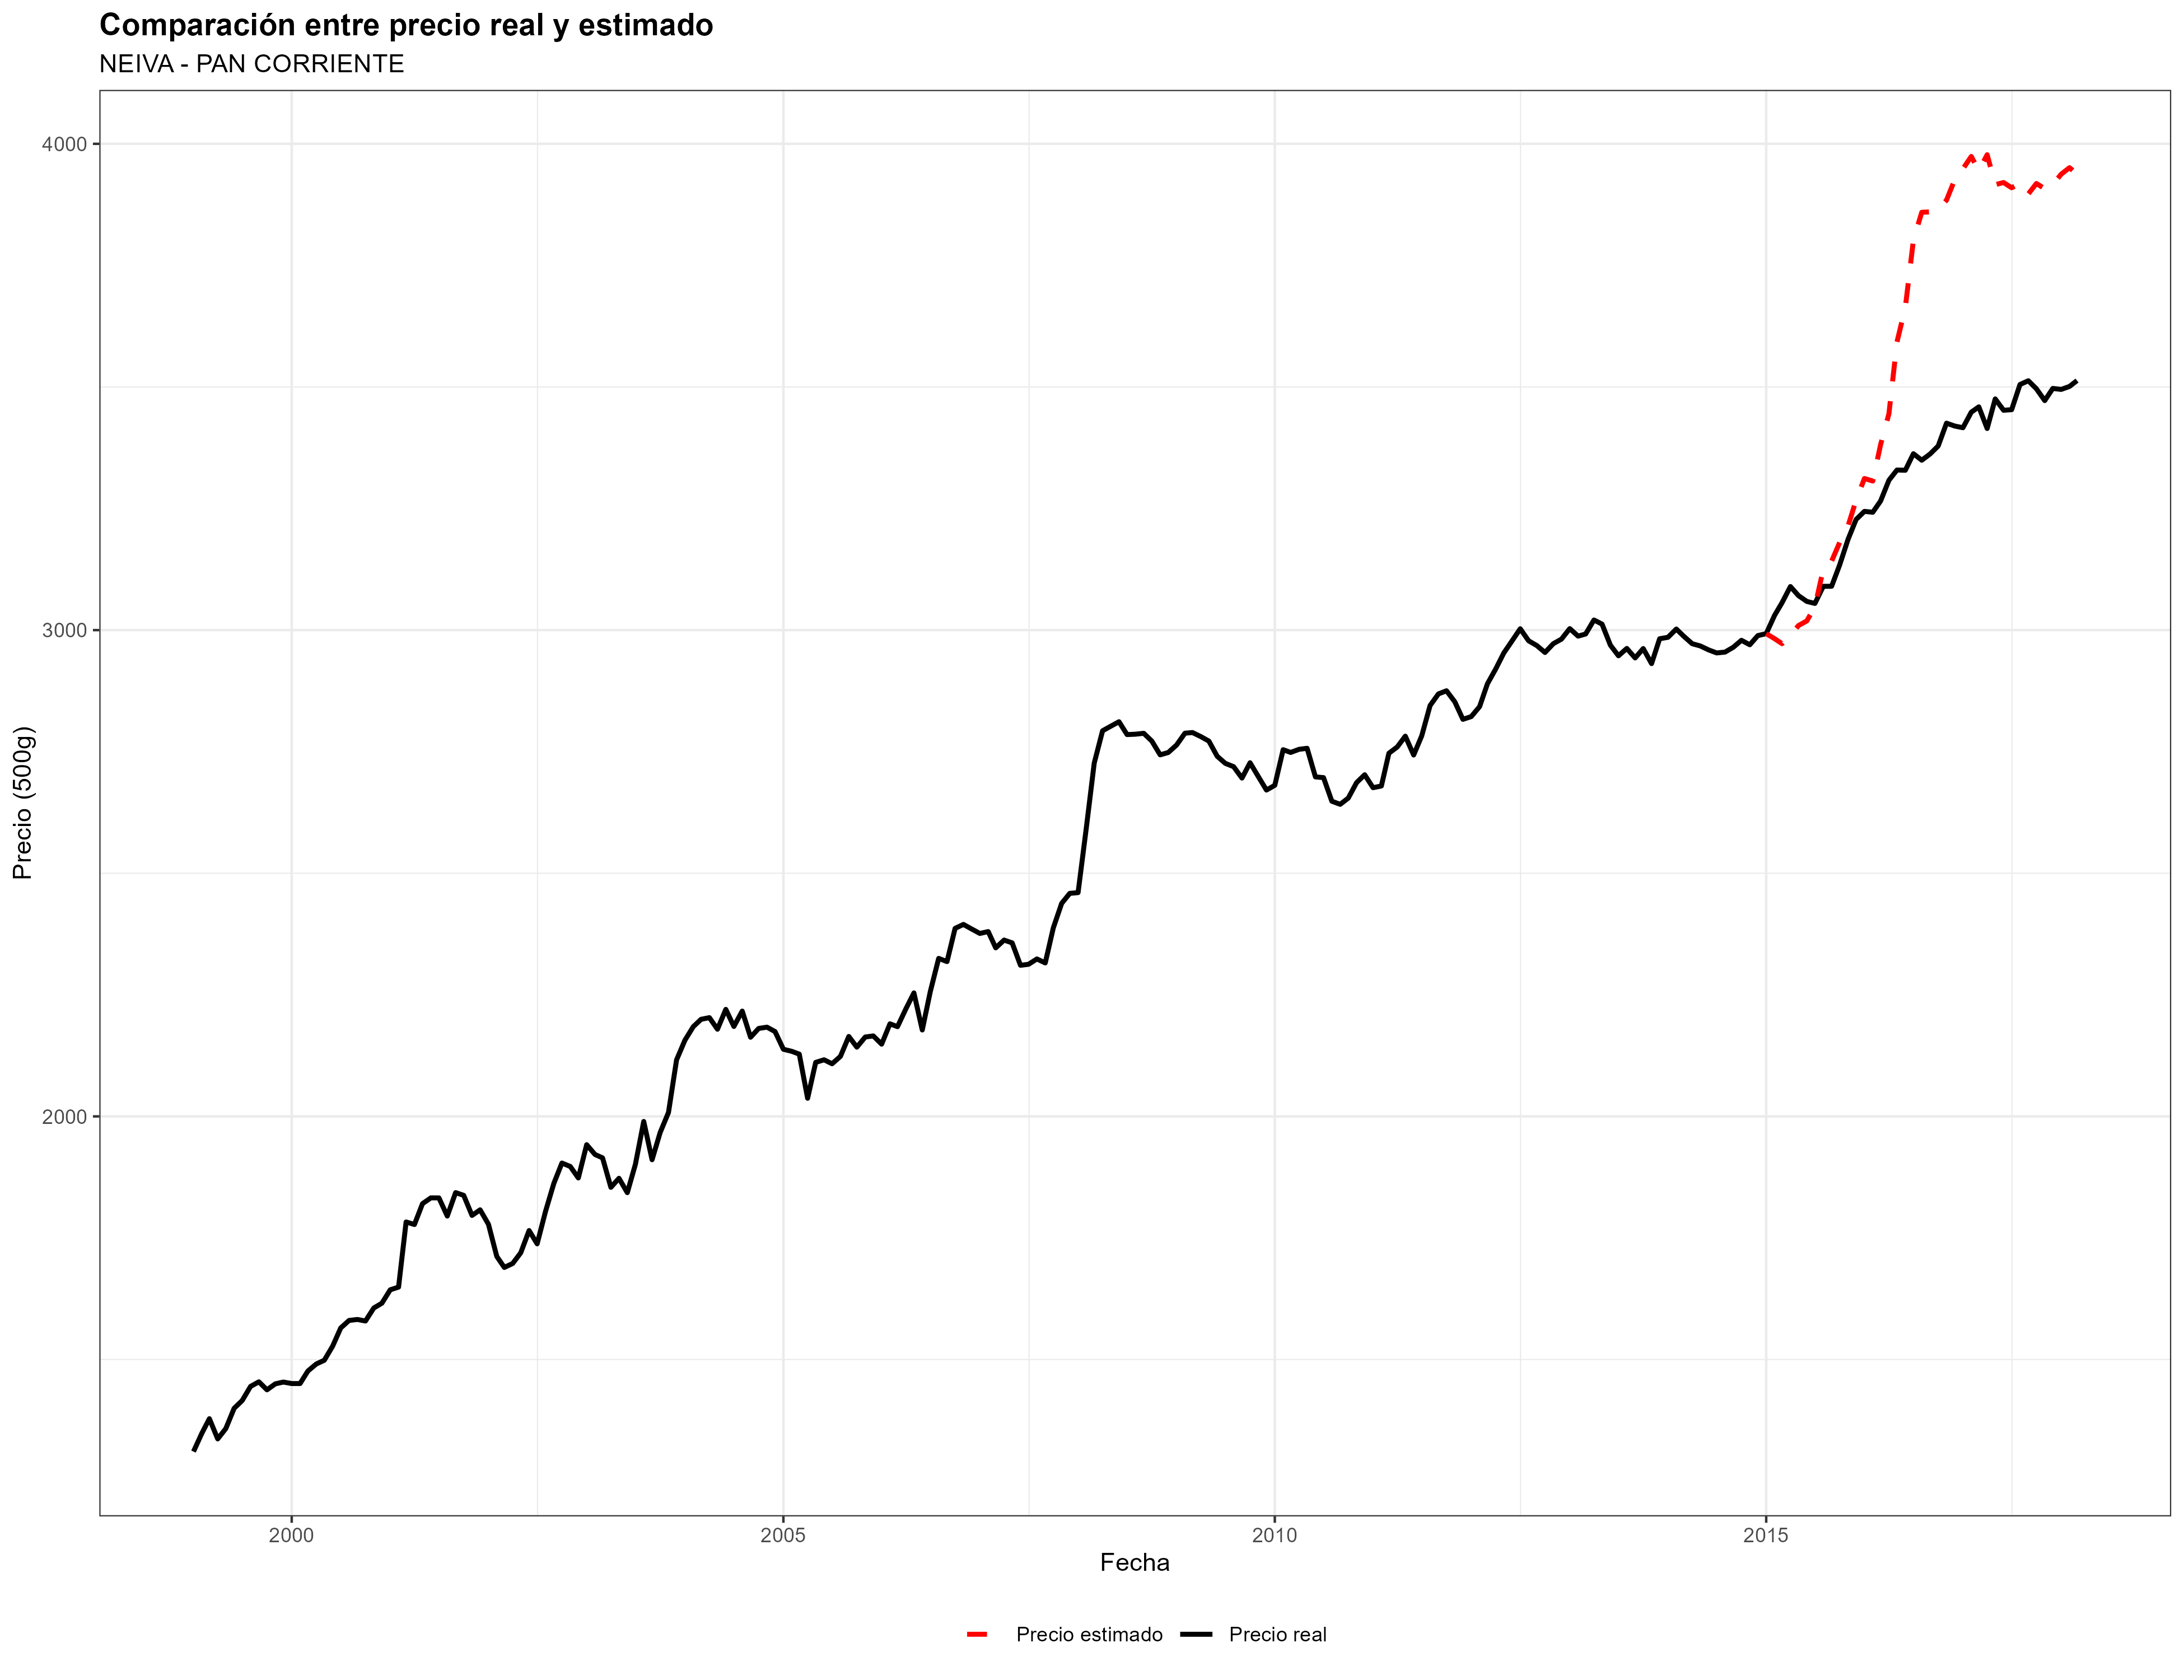 Comparación entre precio real y estimado
NEIVA - PAN CORRIENTE
4000
3000
2000
Precio (500g)
2000 2005 2010 2015
Fecha
Precio estimado Precio real